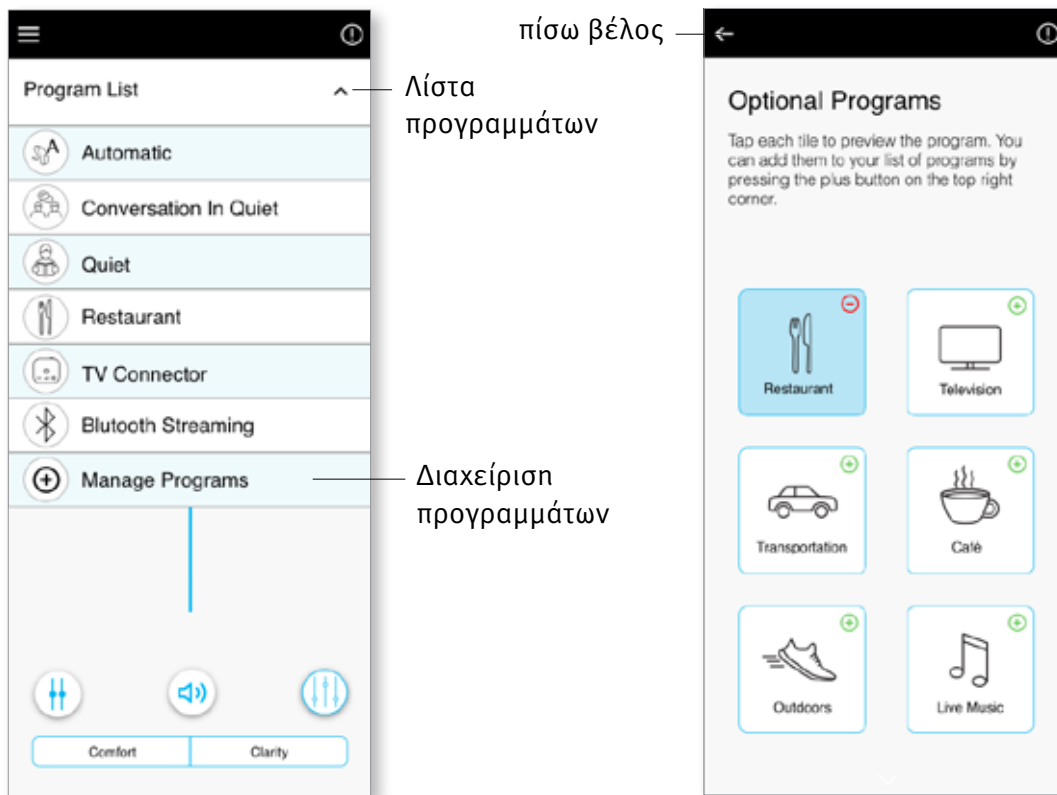 Program List
Automatic
Conversation In Quiet
Quiet
Restaurant
TV Connector
Blutooth Streaming
Manage Programs
Comfort
Clarity
Λίστα
προγραμμάτων
Διαχείριση
προγραμμάτων
πίσω βέλος
Optional Programs
Tap each tile to preview the program. You
can add them to your list of programs by
pressing the plus button on the top right
corner.
Restaurant
Television
Transportation
Café
Outdoors
Live Music